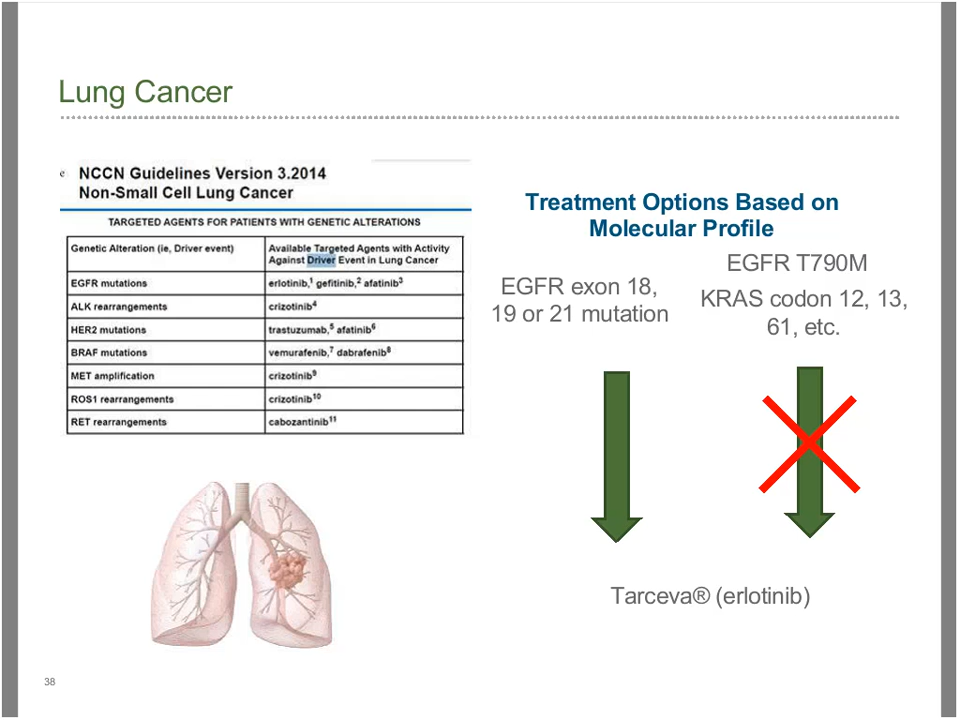 Lung Cancer
e
NCCN Guidelines Version 3.2014
Non-Small Cell Lung Cancer
TARGETED AGENTS FOR PATIENTS WITH GENETIC ALTERATIONS
Genetic Alteration (ie, Driver event)
Available Targeted Agents with Activity
Against Driver Event in Lung Cancer
EGFR mutations
erlotinib,¹ gefitinib,² afatinib³
ALK rearrangements
crizotinib⁴
HER2 mutations
trastuzumab,⁵ afatinib⁶
BRAF mutations
vemurafenib,⁷ dabrafenib⁸
MET amplification
crizotinib⁹
ROS1 rearrangements
crizotinib¹⁰
RET rearrangements
cabozantinib¹¹
Treatment Options Based on
Molecular Profile
EGFR exon 18,
19 or 21 mutation
EGFR T790M
KRAS codon 12, 13,
61, etc.
Tarceva® (erlotinib)
38